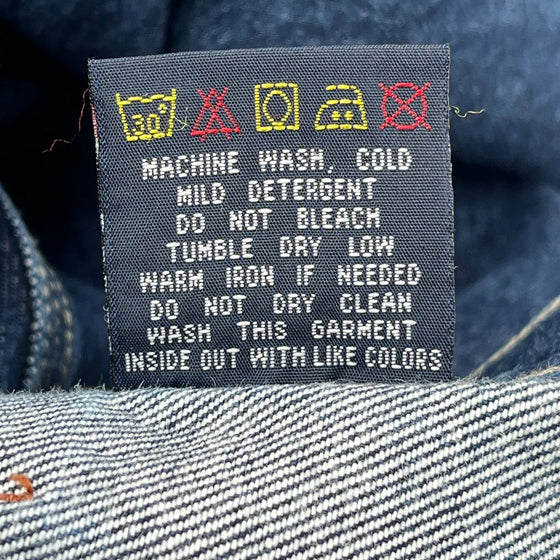 30°
MACHINE WASH, COLD
MILD DETERGENT
DO NOT BLEACH
TUMBLE DRY LOW
WARM IRON IF NEEDED
DO NOT DRY CLEAN
WASH THIS GARMENT
INSIDE OUT WITH LIKE COLORS